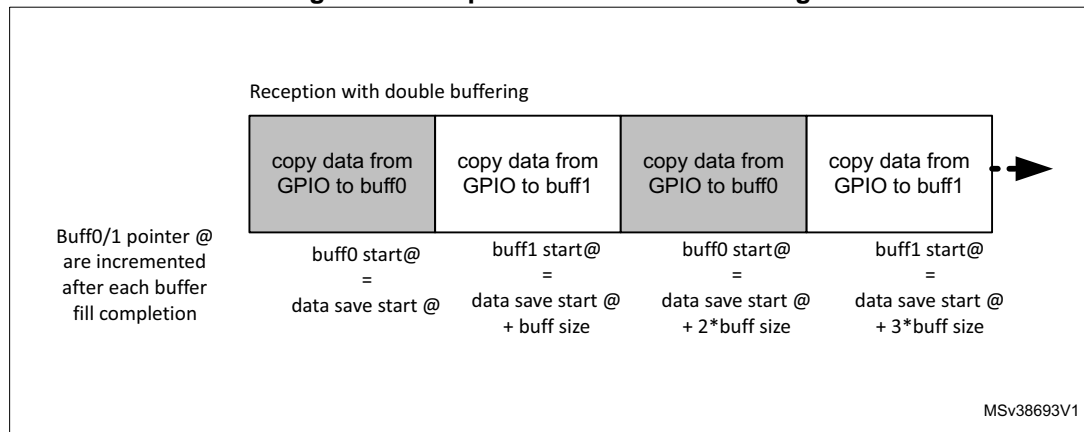 Reception with double buffering
copy data from
GPIO to buff0
copy data from
GPIO to buff1
copy data from
GPIO to buff0
copy data from
GPIO to buff1
Buff0/1 pointer @
are incremented
after each buffer
fill completion
buff0 start@
=
data save start @
buff1 start@
=
data save start @
+ buff size
buff0 start@
=
data save start @
+ 2*buff size
buff1 start@
=
data save start @
+ 3*buff size
MSv38693V1